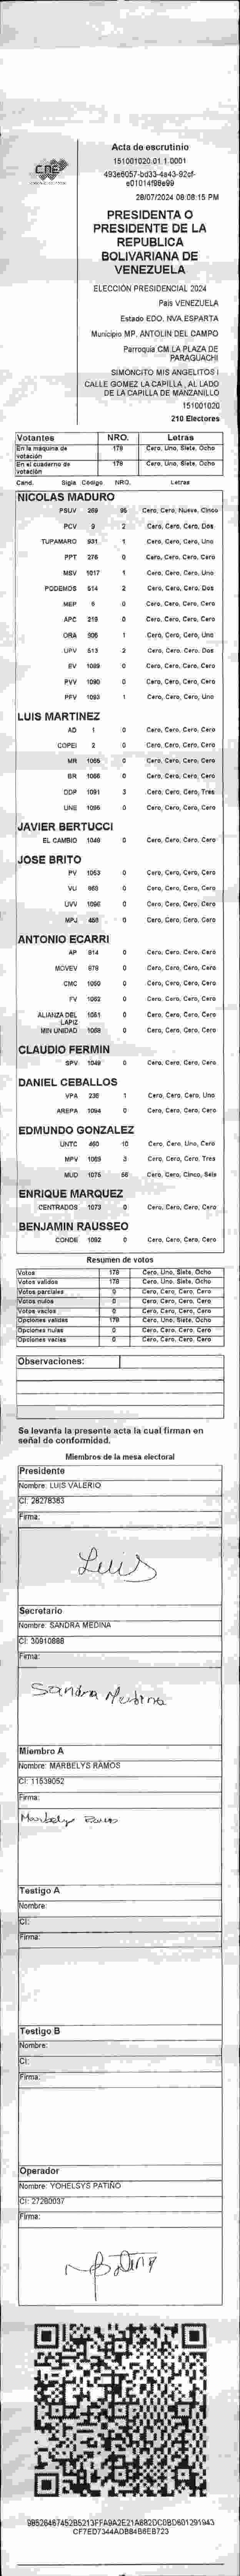 Acta de escrutinio
151001020.01.1.0001
493e6057-bd33-4a43-92cf-
e01014f98e99
28/07/2024 08:08:15 PM
CNE
PRESIDENTA O
PRESIDENTE DE LA
REPUBLICA
BOLIVARIANA DE
VENEZUELA
ELECCIÓN PRESIDENCIAL 2024
País VENEZUELA
Estado EDO. NVA.ESPARTA
Municipio MP. ANTOLIN DEL CAMPO
Parroquia CM.LA PLAZA DE
PARAGUACHI
SIMONCITO MIS ANGELITOS I
CALLE GOMEZ LA CAPILLA , AL LADO
DE LA CAPILLA DE MANZANILLO
151001020
210 Electores
Votantes NRO. Letras
En la maquina de votación 178 Cero, Uno, Siete, Ocho
En el cuaderno de votación 178 Cero, Uno, Siete, Ocho
Cand. Sigla Código NRO. Letras
NICOLAS MADURO
PSUV 269 95 Cero, Cero, Nueve, Cinco
PCV 9 2 Cero, Cero, Cero, Dos
TUPAMARO 931 1 Cero, Cero, Cero, Uno
PPT 276 0 Cero, Cero, Cero, Cero
MSV 1017 1 Cero, Cero, Cero, Uno
PODEMOS 514 2 Cero, Cero, Cero, Dos
MEP 6 0 Cero, Cero, Cero, Cero
APC 219 0 Cero, Cero, Cero, Cero
ORA 306 1 Cero, Cero, Cero, Uno
UPV 613 2 Cero, Cero, Cero, Dos
EV 1089 0 Cero, Cero, Cero, Cero
PVV 1090 0 Cero, Cero, Cero, Cero
PFV 1093 1 Cero, Cero, Cero, Uno
LUIS MARTINEZ
AD 1 0 Cero, Cero, Cero, Cero
COPEI 2 0 Cero, Cero, Cero, Cero
MR 1065 0 Cero, Cero, Cero, Cero
BR 1066 0 Cero, Cero, Cero, Cero
DDP 1091 3 Cero, Cero, Cero, Tres
UNE 1095 0 Cero, Cero, Cero, Cero
JAVIER BERTUCCI
EL CAMBIO 1049 0 Cero, Cero, Cero, Cero
JOSE BRITO
PV 1053 0 Cero, Cero, Cero, Cero
VU 868 0 Cero, Cero, Cero, Cero
UVV 1096 0 Cero, Cero, Cero, Cero
MPJ 458 0 Cero, Cero, Cero, Cero
ANTONIO ECARRI
AP 814 0 Cero, Cero, Cero, Cero
MOVEV 879 0 Cero, Cero, Cero, Cero
CMC 1050 0 Cero, Cero, Cero, Cero
FV 1062 0 Cero, Cero, Cero, Cero
ALIANZA DEL LAPIZ 1081 0 Cero, Cero, Cero, Cero
MIN UNIDAD 1068 0 Cero, Cero, Cero, Cero
CLAUDIO FERMIN
SPV 1048 0 Cero, Cero, Cero, Cero
DANIEL CEBALLOS
VPA 236 1 Cero, Cero, Cero, Uno
AREPA 1094 0 Cero, Cero, Cero, Cero
EDMUNDO GONZALEZ
UNTC 460 10 Cero, Cero, Uno, Cero
MPV 1069 3 Cero, Cero, Cero, Tres
MUD 1075 56 Cero, Cero, Cinco, Seis
ENRIQUE MARQUEZ
CENTRADOS 1073 0 Cero, Cero, Cero, Cero
BENJAMIN RAUSSEO
CONDE 1092 0 Cero, Cero, Cero, Cero
Resumen de votos
Votos 178 Cero, Uno, Siete, Ocho
Votos validos 178 Cero, Uno, Siete, Ocho
Votos parciales 0 Cero, Cero, Cero, Cero
Votos nulos 0 Cero, Cero, Cero, Cero
Votos vacios 0 Cero, Cero, Cero, Cero
Opciones validas 178 Cero, Uno, Siete, Ocho
Opciones nulas 0 Cero, Cero, Cero, Cero
Opciones vacias 0 Cero, Cero, Cero, Cero
Observaciones:
Se levanta la presente acta la cual firman en
señal de conformidad.
Miembros de la mesa electoral
Presidente
Nombre: LUIS VALERIO
CI: 26278363
Firma:
Luis
Secretario
Nombre: SANDRA MEDINA
CI: 30910888
Firma:
Sandra Medina
Miembro A
Nombre: MARBELYS RAMOS
CI: 11539052
Firma:
Marbelys Ramos
Testigo A
Nombre:
CI:
Firma:
Testigo B
Nombre:
CI:
Firma:
Operador
Nombre: YOHELSYS PATIÑO
CI: 27280037
Firma:
98526467452B5213FFA9A2E21A682DC0BD601291943
CF7ED7344ADB84B8EB723